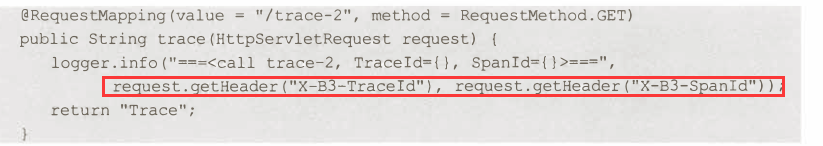 @RequestMapping(value = "/trace-2", method = RequestMethod.GET)
public String trace(HttpServletRequest request) {
    logger.info("===<call trace-2, TraceId={}, SpanId={}>===",
            request.getHeader("X-B3-TraceId"), request.getHeader("X-B3-SpanId"));
    return "Trace";
}